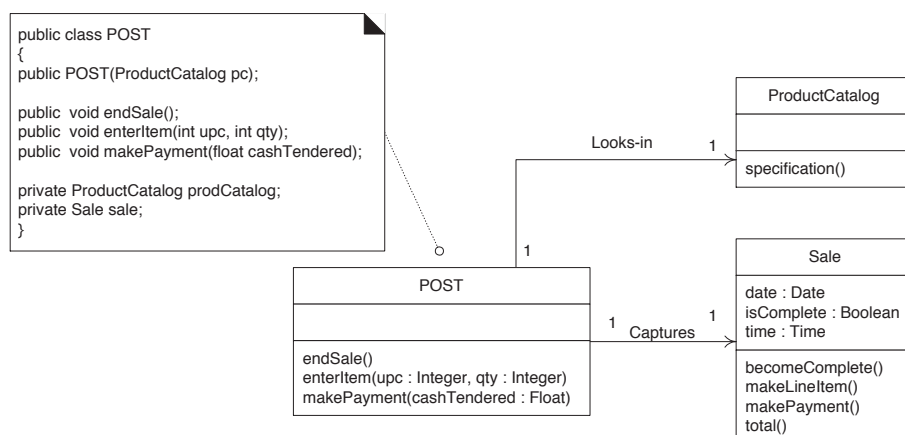 public class POST
{
public POST(ProductCatalog pc);
public void endSale();
public void enterItem(int upc, int qty);
public void makePayment(float cashTendered);
private ProductCatalog prodCatalog;
private Sale sale;
}
ProductCatalog
specification()
Looks-in
1
1
POST
endSale()
enterItem(upc : Integer, qty : Integer)
makePayment(cashTendered : Float)
1
Captures
1
Sale
date : Date
isComplete : Boolean
time : Time
becomeComplete()
makeLineItem()
makePayment()
total()